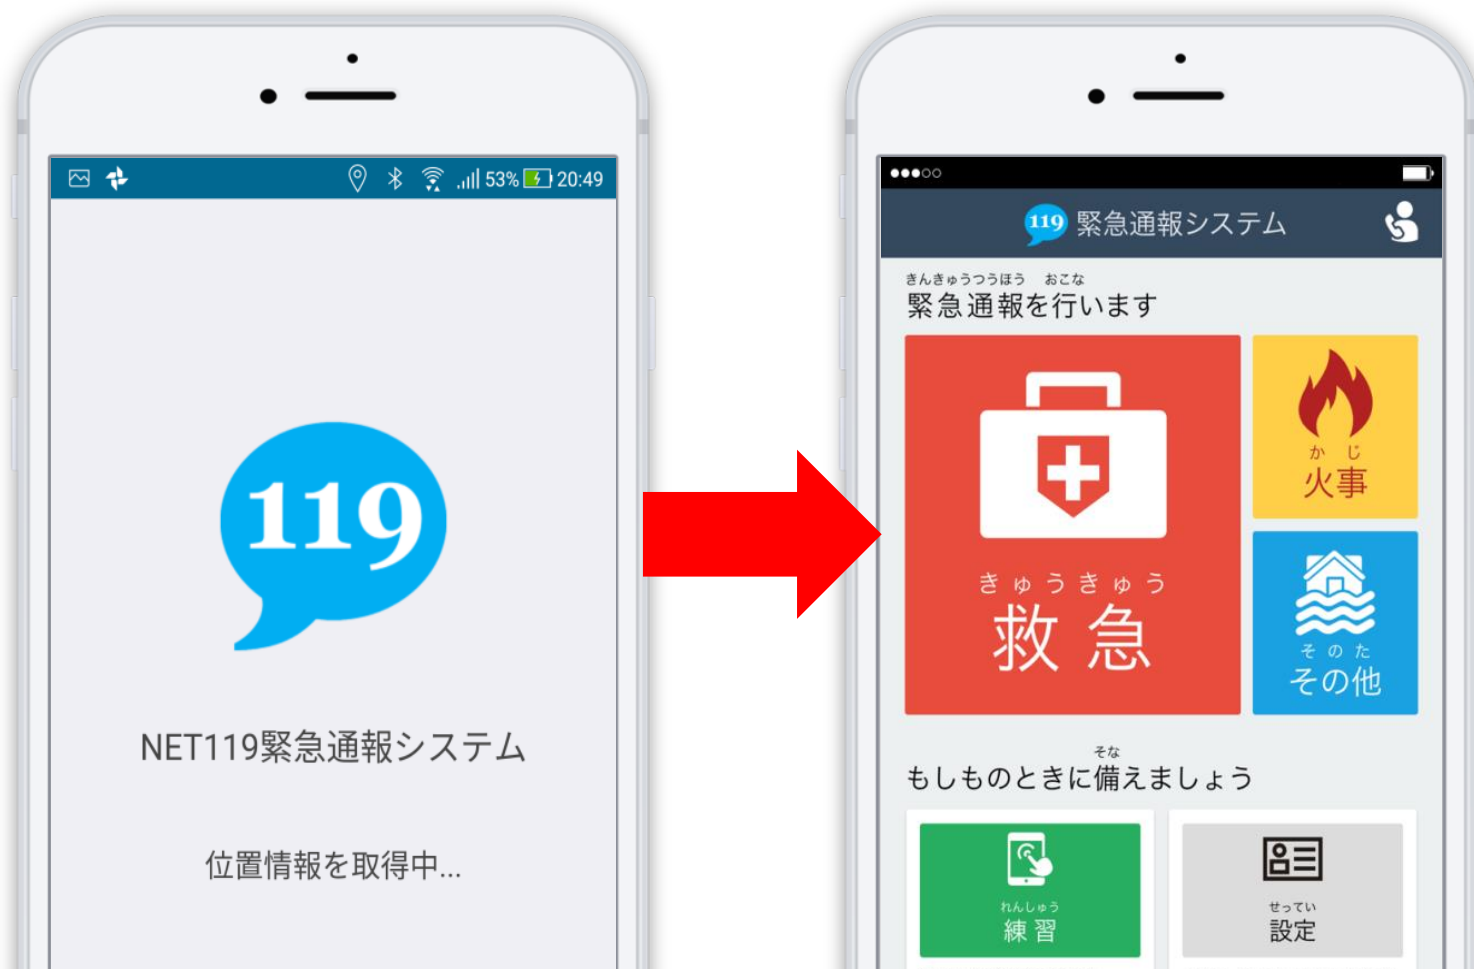 53% 20:49
119
NET119緊急通報システム
位置情報を取得中...
119 緊急通報システム
きんきゅうつうほう おこな
緊急通報を行います
きゅうきゅう
救急
かじ
火事
そのた
その他
そな
もしものときに備えましょう
れんしゅう
練習
せってい
設定